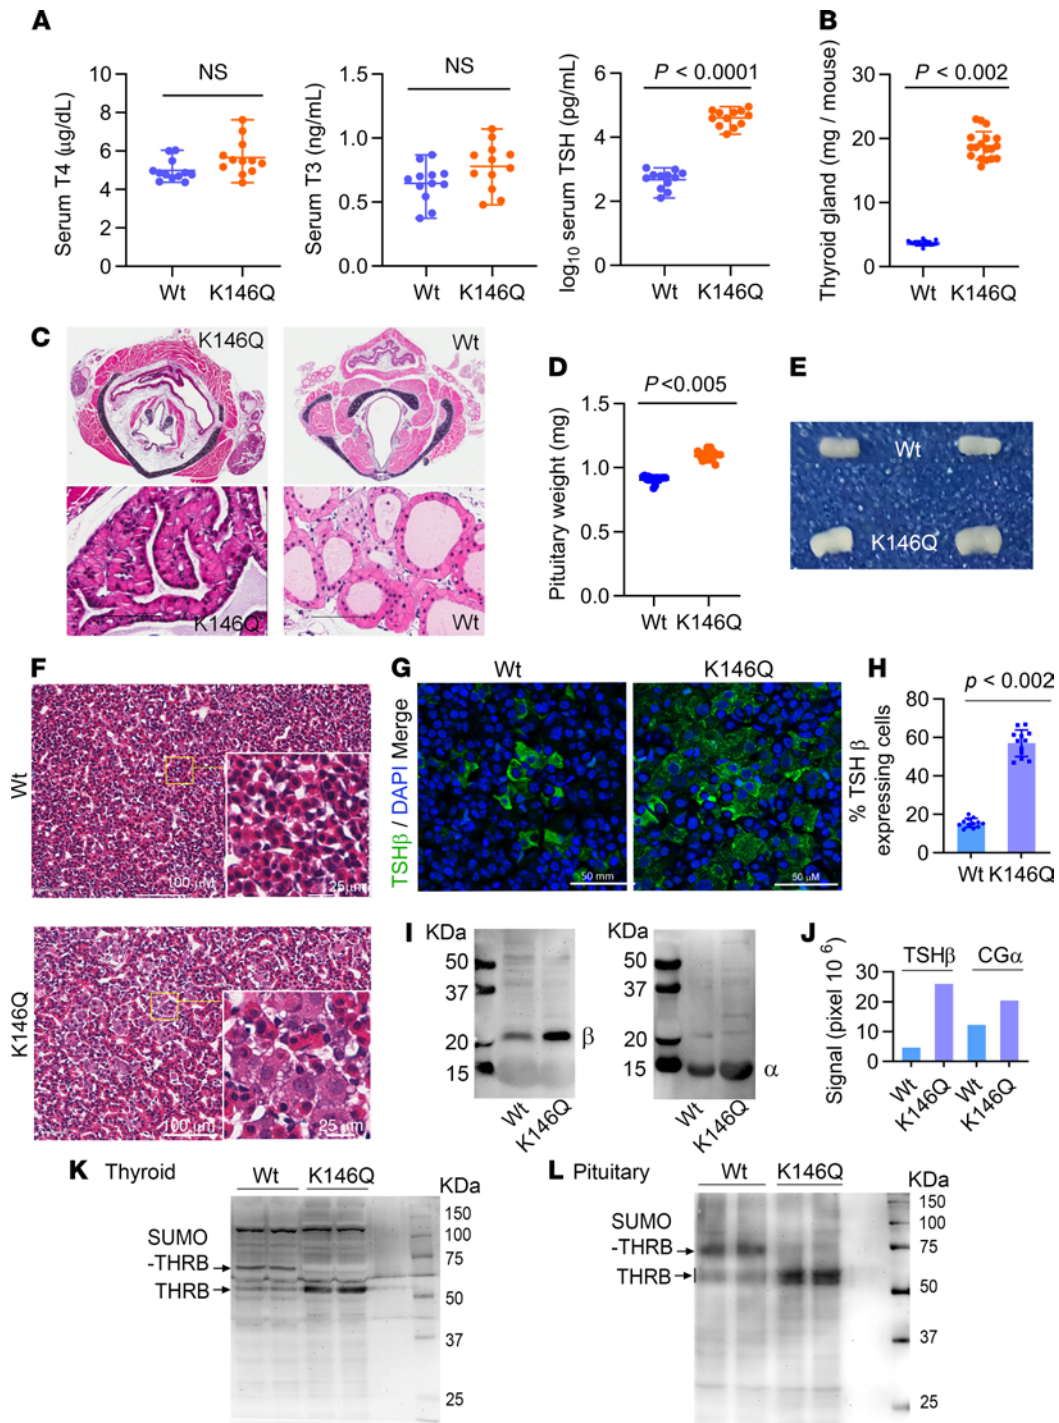 A
NS
Serum T4 (µg/dL)
10
8
6
4
2
0
Wt K146Q
NS
Serum T3 (ng/mL)
1.5
1.0
0.5
0.0
Wt K146Q
P < 0.0001
log10 serum TSH (pg/mL)
6
4
2
0
Wt K146Q
B
P < 0.002
Thyroid gland (mg / mouse)
30
20
10
0
Wt K146Q
C
K146Q
Wt
K146Q
Wt
D
P<0.005
Pituitary weight (mg)
1.5
1.0
0.5
0.0
Wt K146Q
E
Wt
K146Q
F
Wt
100 µM
25µm
K146Q
100 µm
25 µm
G
Wt
K146Q
TSHβ / DAPI Merge
50 mm
50 µM
H
p < 0.002
% TSH β
expressing cells
80
60
40
20
0
Wt K146Q
I
KDa
50
37
20
15
β
Wt
K146Q
KDa
50
37
20
15
α
Wt
K146Q
J
TSHβ CGα
Signal (pixel 10 6)
30
20
10
0
Wt
K146Q
Wt
K146Q
K Thyroid
Wt K146Q
KDa
SUMO
-THRB
THRB
150
100
75
50
37
25
L Pituitary
Wt K146Q
KDa
SUMO
-THRB
THRB
150
100
75
50
37
25